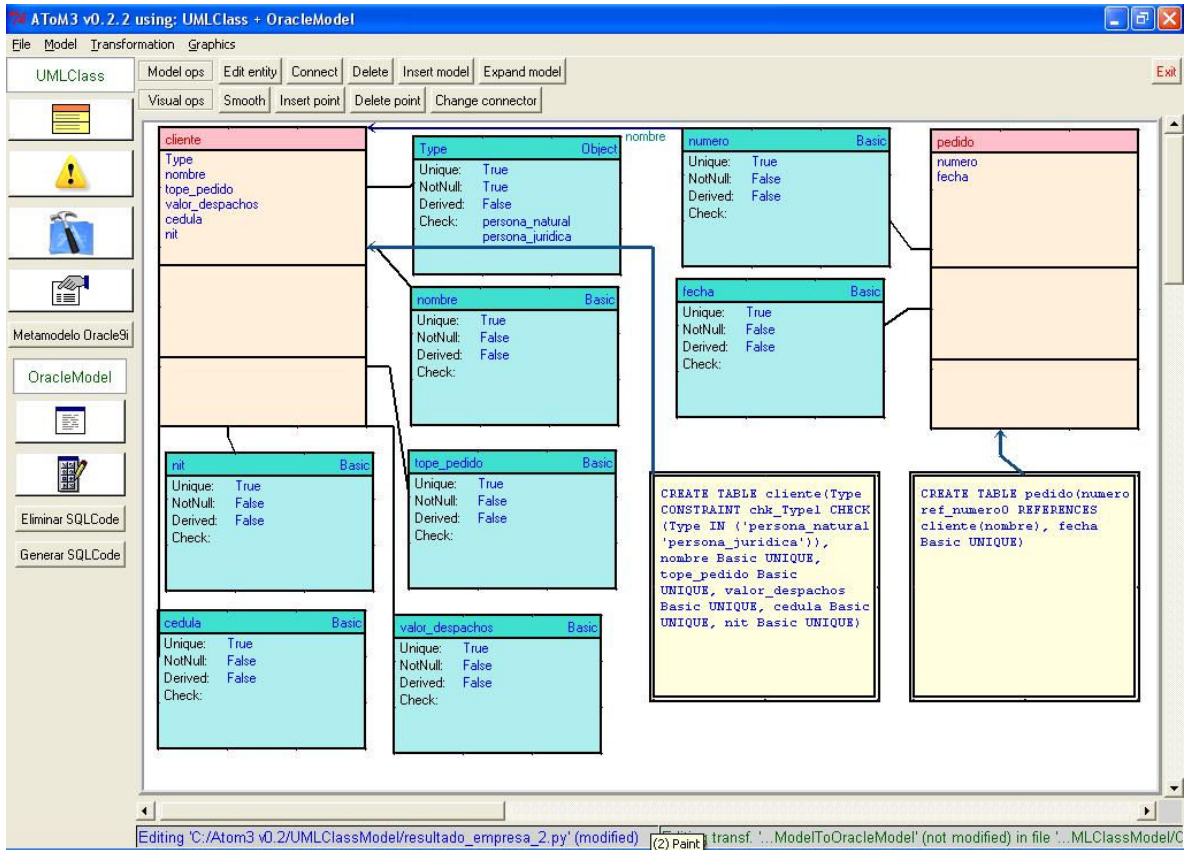 AToM3 v0.2.2 using: UMLClass + OracleModel
File Model Transformation Graphics
UMLClass
Model ops Edit entity Connect Delete Insert model Expand model
Exit
Visual ops Smooth Insert point Delete point Change connector
Metamodelo Oracle9i
OracleModel
Eliminar SQLCode
Generar SQLCode
cliente
Type
nombre
tope_pedido
valor_despachos
cedula
nit
Type Object
Unique: True
NotNull: True
Derived: False
Check: persona_natural
persona_juridica
nombre
numero Basic
Unique: True
NotNull: False
Derived: False
Check:
pedido
numero
fecha
nombre Basic
Unique: True
NotNull: False
Derived: False
Check:
fecha Basic
Unique: True
NotNull: False
Derived: False
Check:
nit Basic
Unique: True
NotNull: False
Derived: False
Check:
tope_pedido Basic
Unique: True
NotNull: False
Derived: False
Check:
CREATE TABLE cliente(Type
CONSTRAINT chk_Type1 CHECK
(Type IN ('persona_natural
'persona_juridica')),
nombre Basic UNIQUE,
tope_pedido Basic
UNIQUE, valor_despachos
Basic UNIQUE, cedula Basic
UNIQUE, nit Basic UNIQUE)
CREATE TABLE pedido(numero
ref_numero0 REFERENCES
cliente(nombre), fecha
Basic UNIQUE)
cedula Basic
Unique: True
NotNull: False
Derived: False
Check:
valor_despachos Basic
Unique: True
NotNull: False
Derived: False
Check:
Editing 'C:/Atom3 v0.2/UMLClassModel/resultado_empresa_2.py' (modified)
(2) Paint
transf. '...ModelToOracleModel' (not modified) in file '...MLClassModel/